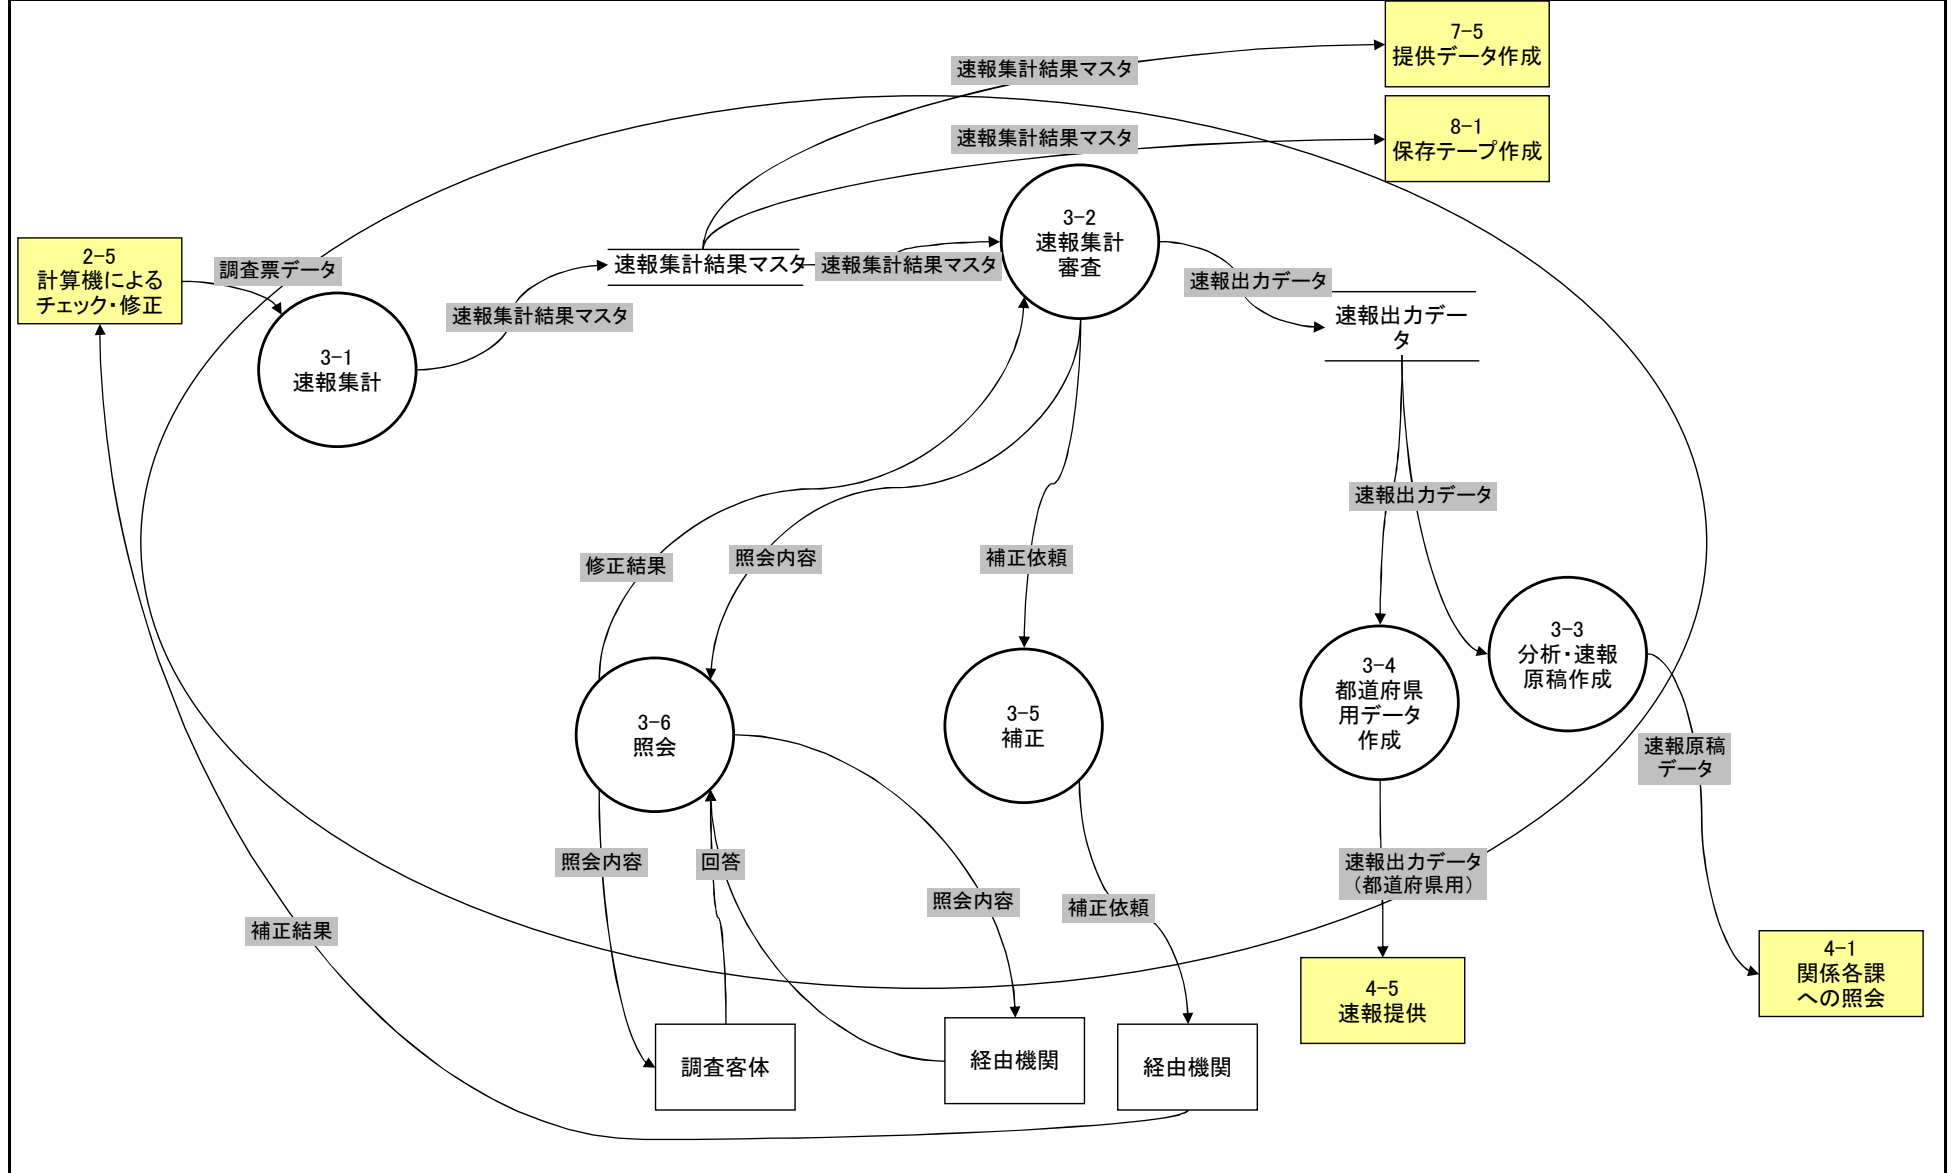 7-5
提供データ作成
速報集計結果マスタ
8-1
保存テープ作成
速報集計結果マスタ
3-2
速報集計
審査
2-5
計算機による
チェック・修正
調査票データ
速報集計結果マスタ
速報集計結果マスタ
速報出力データ
速報集計結果マスタ
速報出力デー
タ
3-1
速報集計
速報出力データ
修正結果
照会内容
補正依頼
3-3
分析・速報
原稿作成
3-4
都道府県
用データ
作成
3-6
照会
3-5
補正
速報原稿
データ
照会内容
回答
速報出力データ
（都道府県用）
照会内容
補正依頼
補正結果
4-1
関係各課
への照会
4-5
速報提供
調査客体
経由機関
経由機関